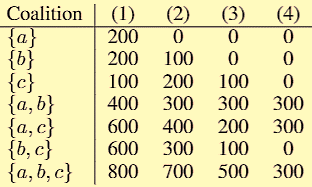 Coalition (1) (2) (3) (4)
{a} 200 0 0 0
{b} 200 100 0 0
{c} 100 200 100 0
{a, b} 400 300 300 300
{a, c} 600 400 200 300
{b, c} 600 300 100 0
{a, b, c} 800 700 500 300